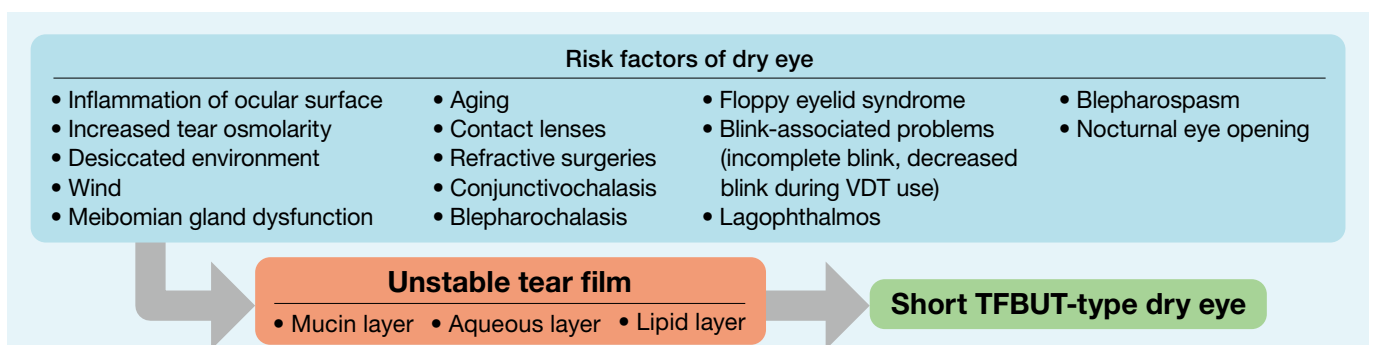 Risk factors of dry eye
• Inflammation of ocular surface
• Increased tear osmolarity
• Desiccated environment
• Wind
• Meibomian gland dysfunction
• Aging
• Contact lenses
• Refractive surgeries
• Conjunctivochalasis
• Blepharochalasis
• Floppy eyelid syndrome
• Blink-associated problems
(incomplete blink, decreased
blink during VDT use)
• Lagophthalmos
• Blepharospasm
• Nocturnal eye opening
Unstable tear film
• Mucin layer • Aqueous layer • Lipid layer
Short TFBUT-type dry eye